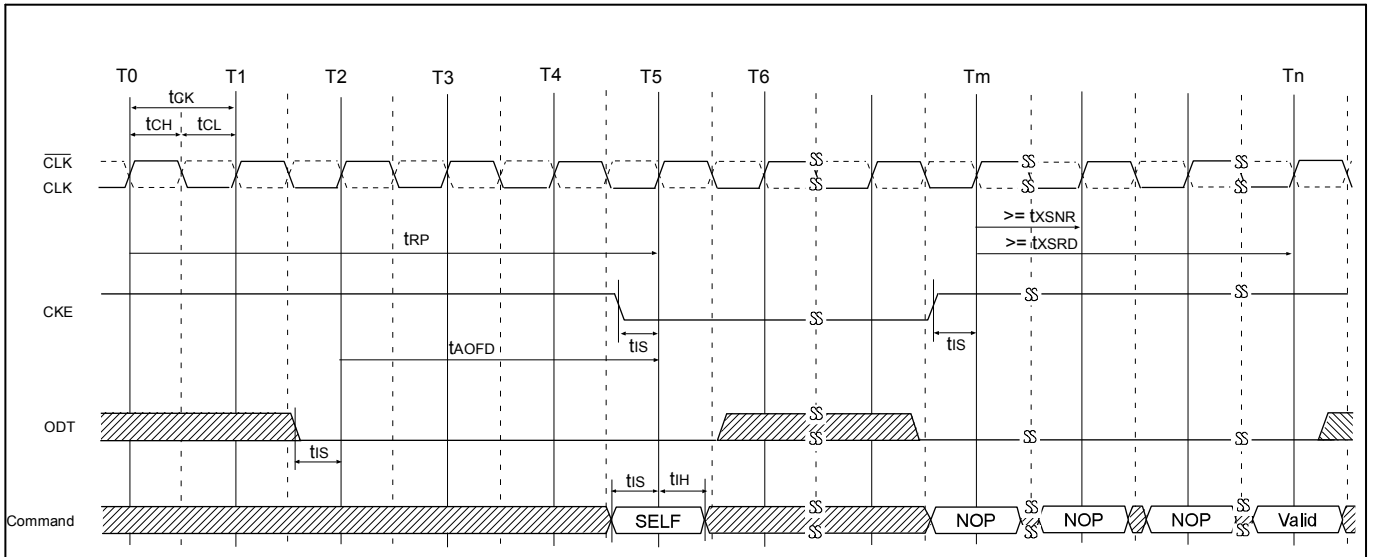 T0 T1 T2 T3 T4 T5 T6 Tm Tn
tCK
tCH tCL
CLK
CLK
>= tXSNR
tRP >= tXSRD
CKE
tIS tIS
tAOFD
ODT
tIS
tIS tIH
Command SELF NOP NOP NOP Valid